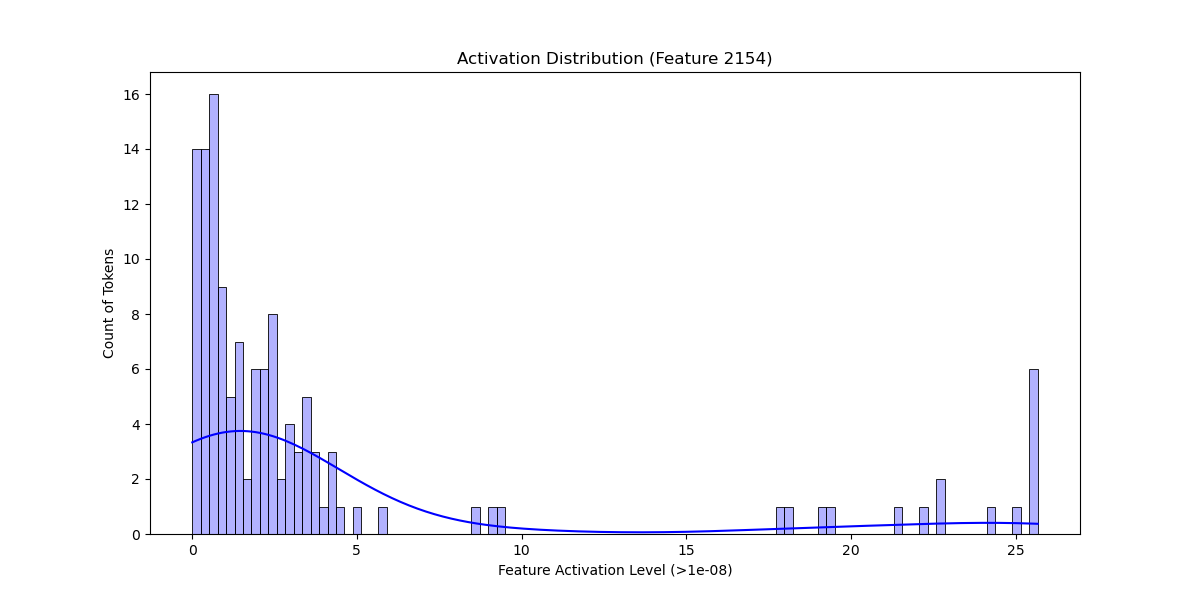 Activation Distribution (Feature 2154)
16
14
12
10
8
6
4
2
0
Count of Tokens
0 5 10 15 20 25
Feature Activation Level (>1e-08)